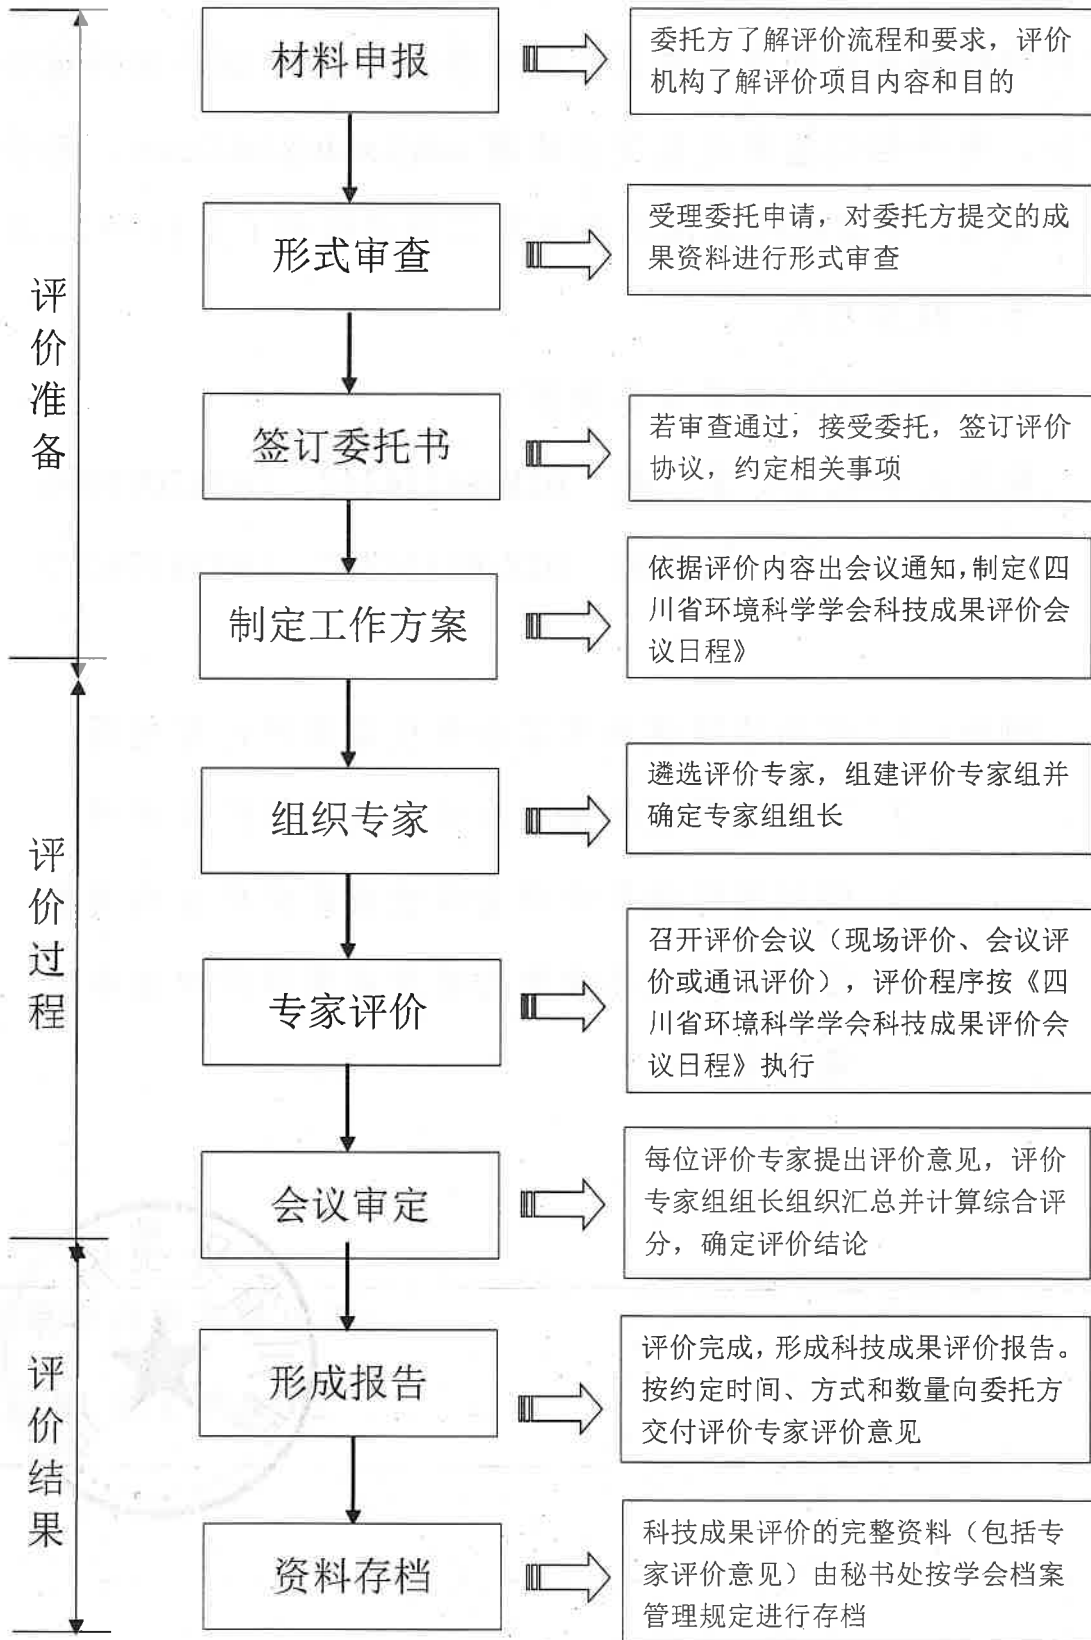 评价准备
材料申报
委托方了解评价流程和要求，评价
机构了解评价项目内容和目的
形式审查
受理委托申请，对委托方提交的成
果资料进行形式审查
签订委托书
若审查通过，接受委托，签订评价
协议，约定相关事项
制定工作方案
依据评价内容出会议通知，制定《四
川省环境科学学会科技成果评价会
议日程》
评价过程
组织专家
遴选评价专家，组建评价专家组并
确定专家组组长
专家评价
召开评价会议（现场评价、会议评
价或通讯评价），评价程序按《四
川省环境科学学会科技成果评价会
议日程》执行
会议审定
每位评价专家提出评价意见，评价
专家组组长组织汇总并计算综合评
分，确定评价结论
评价结果
形成报告
评价完成，形成科技成果评价报告。
按约定时间、方式和数量向委托方
交付评价专家评价意见
资料存档
科技成果评价的完整资料（包括专
家评价意见）由秘书处按学会档案
管理规定进行存档